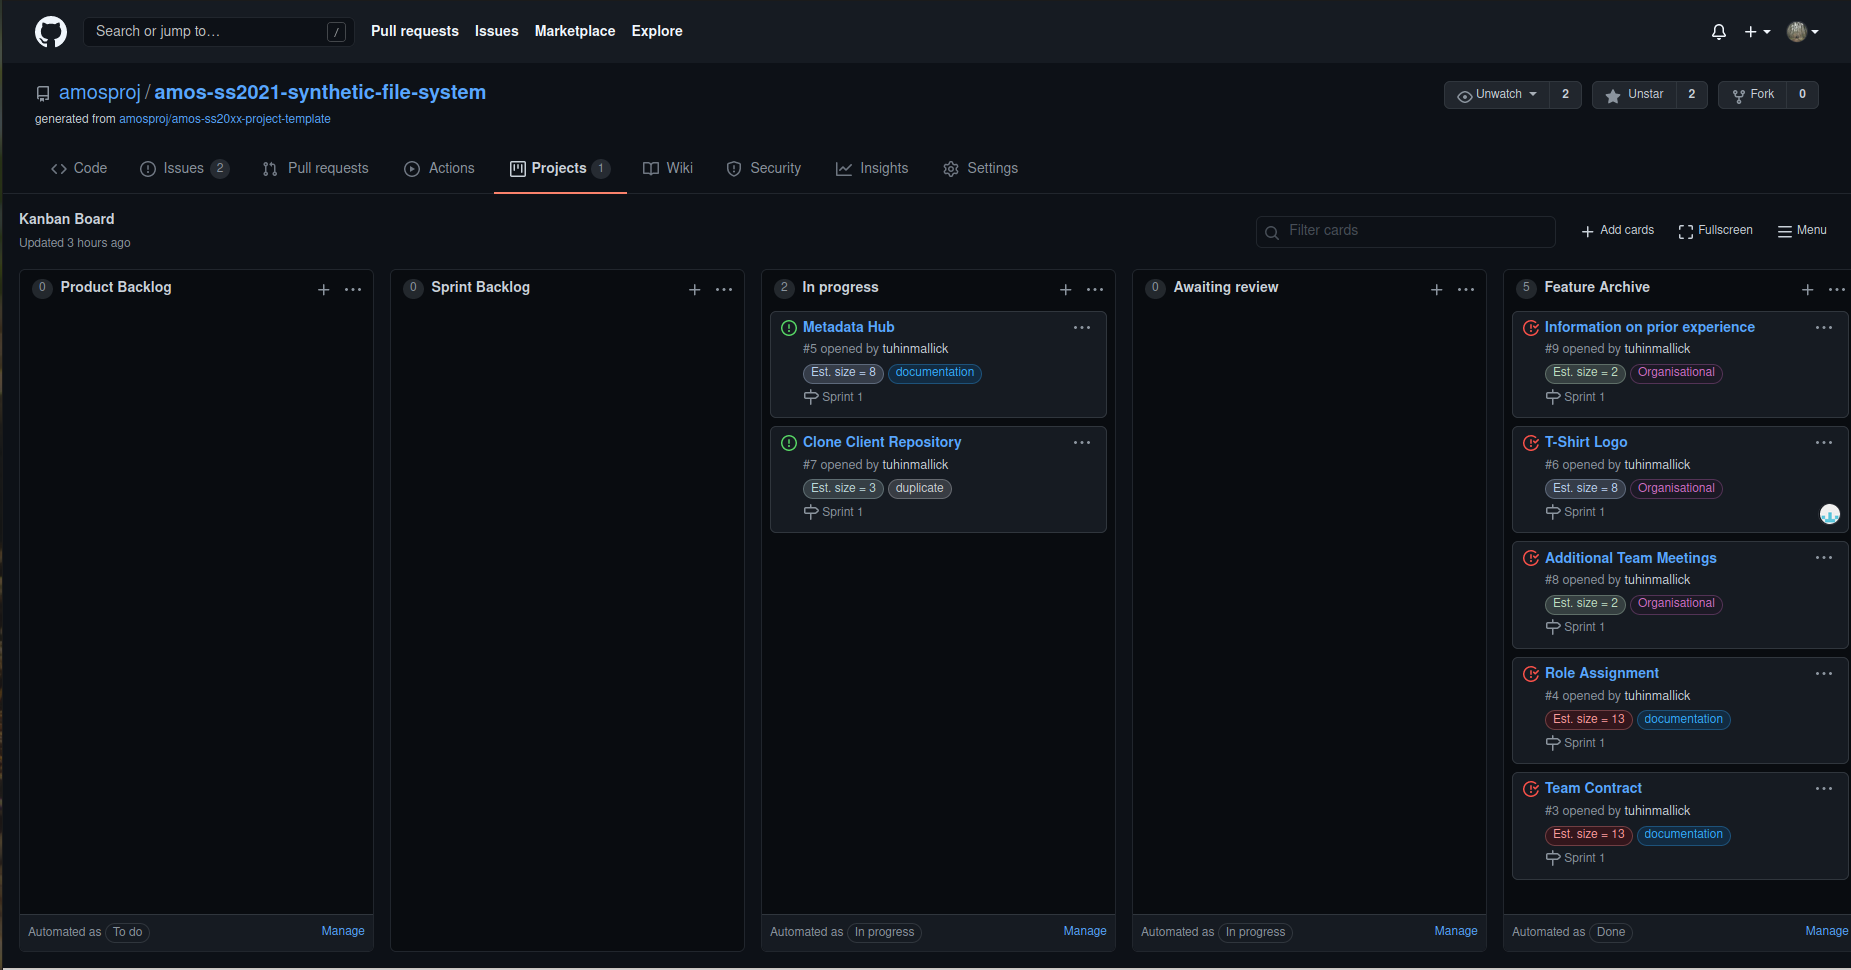 Search or jump to…
/
Pull requests
Issues
Marketplace
Explore
amosproj / amos-ss2021-synthetic-file-system
Unwatch 2
Unstar 2
Fork 0
generated from amosproj/amos-ss20xx-project-template
Code
Issues 2
Pull requests
Actions
Projects 1
Wiki
Security
Insights
Settings
Kanban Board
Updated 3 hours ago
Filter cards
Add cards
Fullscreen
Menu
0 Product Backlog
Automated as To do
Manage
0 Sprint Backlog
2 In progress
Metadata Hub
#5 opened by tuhinmallick
Est. size = 8 documentation
Sprint 1
Clone Client Repository
#7 opened by tuhinmallick
Est. size = 3 duplicate
Sprint 1
Automated as In progress
Manage
0 Awaiting review
Automated as In progress
Manage
5 Feature Archive
Information on prior experience
#9 opened by tuhinmallick
Est. size = 2 Organisational
Sprint 1
T-Shirt Logo
#6 opened by tuhinmallick
Est. size = 8 Organisational
Sprint 1
Additional Team Meetings
#8 opened by tuhinmallick
Est. size = 2 Organisational
Sprint 1
Role Assignment
#4 opened by tuhinmallick
Est. size = 13 documentation
Sprint 1
Team Contract
#3 opened by tuhinmallick
Est. size = 13 documentation
Sprint 1
Automated as Done
Manage